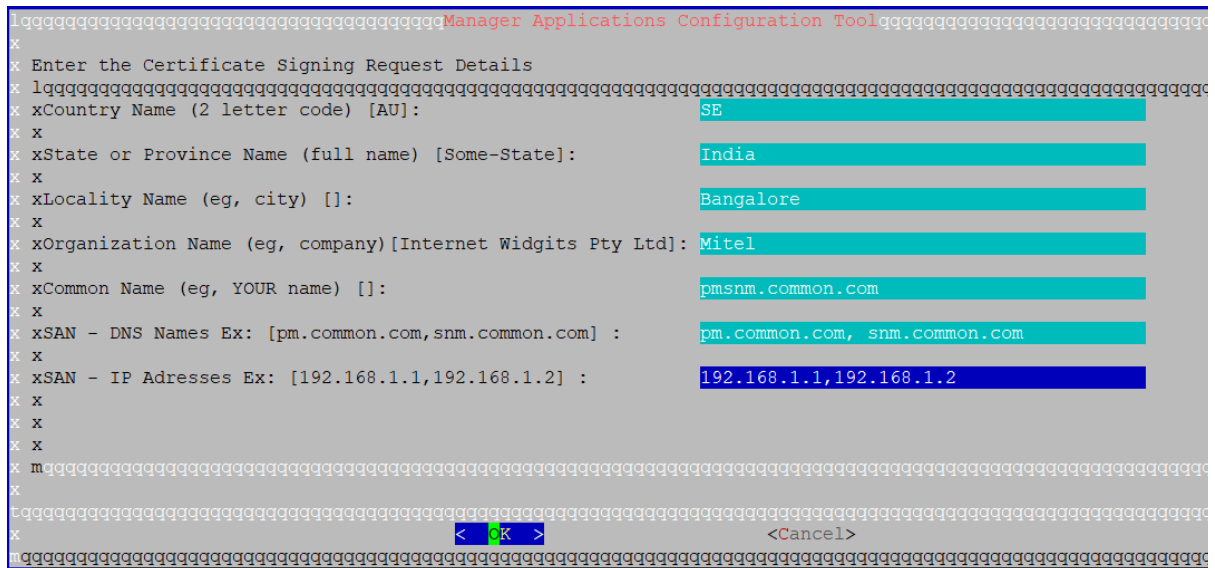 Manager Applications Configuration Tool
Enter the Certificate Signing Request Details
Country Name (2 letter code) [AU]: SE
State or Province Name (full name) [Some-State]: India
Locality Name (eg, city) []: Bangalore
Organization Name (eg, company)[Internet Widgits Pty Ltd]: Mitel
Common Name (eg, YOUR name) []: pmsnm.common.com
SAN - DNS Names Ex: [pm.common.com,snm.common.com] : pm.common.com, snm.common.com
SAN - IP Adresses Ex: [192.168.1.1,192.168.1.2] : 192.168.1.1,192.168.1.2
< OK > <Cancel>